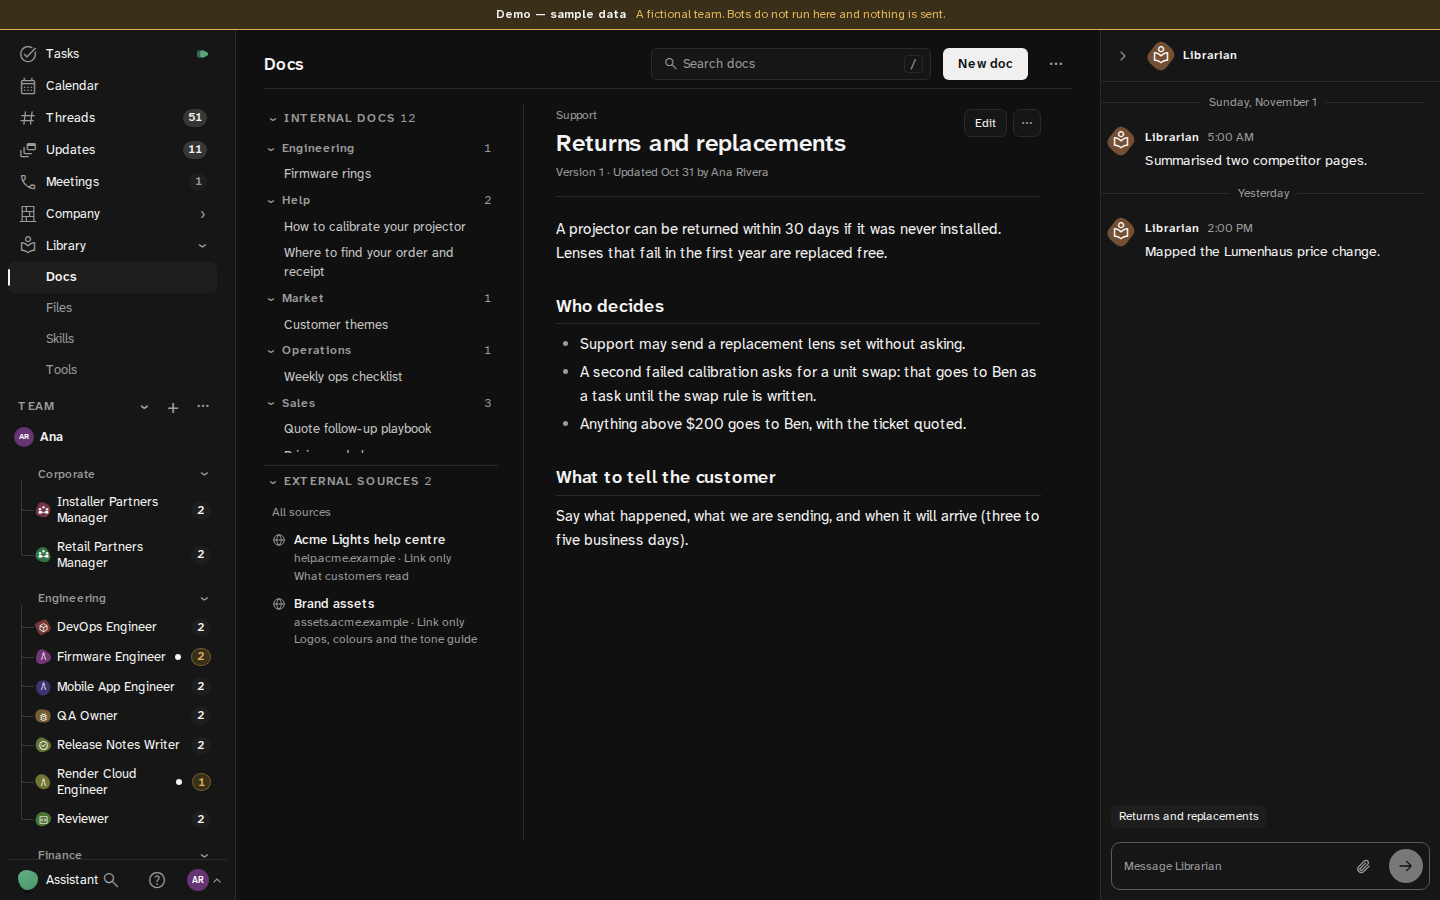 Demo — sample data A fictional team. Bots do not run here and nothing is sent.
Tasks
Calendar
Threads 51
Updates 11
Meetings 1
Company
Library
Docs
Files
Skills
Tools
TEAM
AR Ana
Corporate
Installer Partners
Manager 2
Retail Partners
Manager 2
Engineering
DevOps Engineer 2
Firmware Engineer 2
Mobile App Engineer 2
QA Owner 2
Release Notes Writer 2
Render Cloud
Engineer 1
Reviewer 2
Finance
Assistant
AR
Docs
Search docs /
New doc
INTERNAL DOCS 12
Engineering 1
Firmware rings
Help 2
How to calibrate your projector
Where to find your order and
receipt
Market 1
Customer themes
Operations 1
Weekly ops checklist
Sales 3
Quote follow-up playbook
EXTERNAL SOURCES 2
All sources
Acme Lights help centre
help.acme.example · Link only
What customers read
Brand assets
assets.acme.example · Link only
Logos, colours and the tone guide
Support
Edit
Returns and replacements
Version 1 · Updated Oct 31 by Ana Rivera
A projector can be returned within 30 days if it was never installed.
Lenses that fail in the first year are replaced free.
Who decides
Support may send a replacement lens set without asking.
A second failed calibration asks for a unit swap: that goes to Ben as
a task until the swap rule is written.
Anything above $200 goes to Ben, with the ticket quoted.
What to tell the customer
Say what happened, what we are sending, and when it will arrive (three to
five business days).
Librarian
Sunday, November 1
Librarian 5:00 AM
Summarised two competitor pages.
Yesterday
Librarian 2:00 PM
Mapped the Lumenhaus price change.
Returns and replacements
Message Librarian